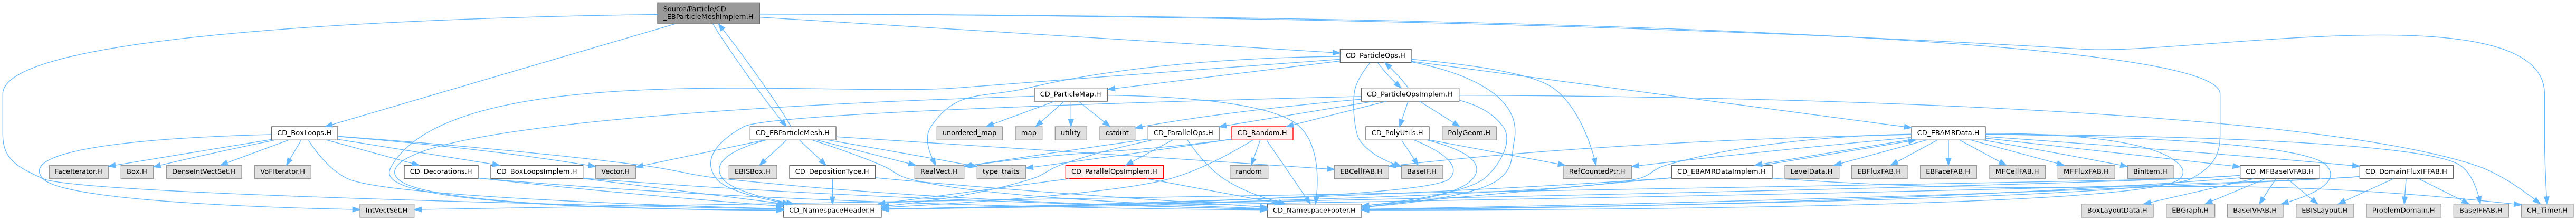 Source/Particle/CD
_EBParticleMeshImplem.H
CD_ParticleOps.H
CD_ParticleMap.H
CD_ParticleOpsImplem.H
CD_BoxLoops.H
CD_EBParticleMesh.H
unordered_map
map
utility
cstdint
CD_ParallelOps.H
CD_Random.H
CD_PolyUtils.H
PolyGeom.H
CD_EBAMRData.H
FaceIterator.H
Box.H
DenseIntVectSet.H
VoFIterator.H
CD_Decorations.H
CD_BoxLoopsImplem.H
Vector.H
EBISBox.H
CD_DepositionType.H
RealVect.H
type_traits
CD_ParallelOpsImplem.H
random
EBCellFAB.H
BaseIF.H
RefCountedPtr.H
CD_EBAMRDataImplem.H
LevelData.H
EBFluxFAB.H
EBFaceFAB.H
MFCellFAB.H
MFFluxFAB.H
BinItem.H
CD_MFBaseIVFAB.H
CD_DomainFluxIFFAB.H
IntVectSet.H
CD_NamespaceHeader.H
CD_NamespaceFooter.H
BoxLayoutData.H
EBGraph.H
BaseIVFAB.H
EBISLayout.H
ProblemDomain.H
BaseIFFAB.H
CH_Timer.H